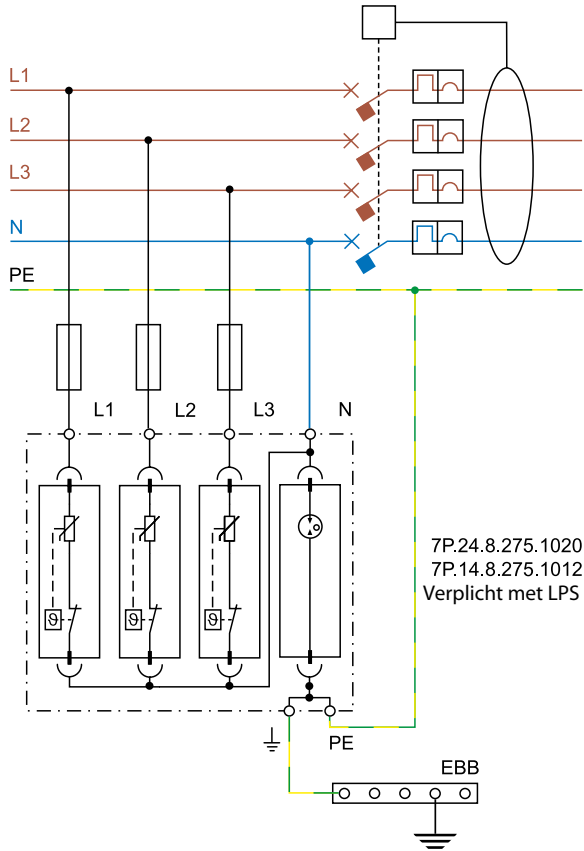 L1
L2
L3
N
PE
L1 L2 L3 N
ϑ ϑ ϑ
7P.24.8.275.1020
7P.14.8.275.1012
Verplicht met LPS
PE
EBB